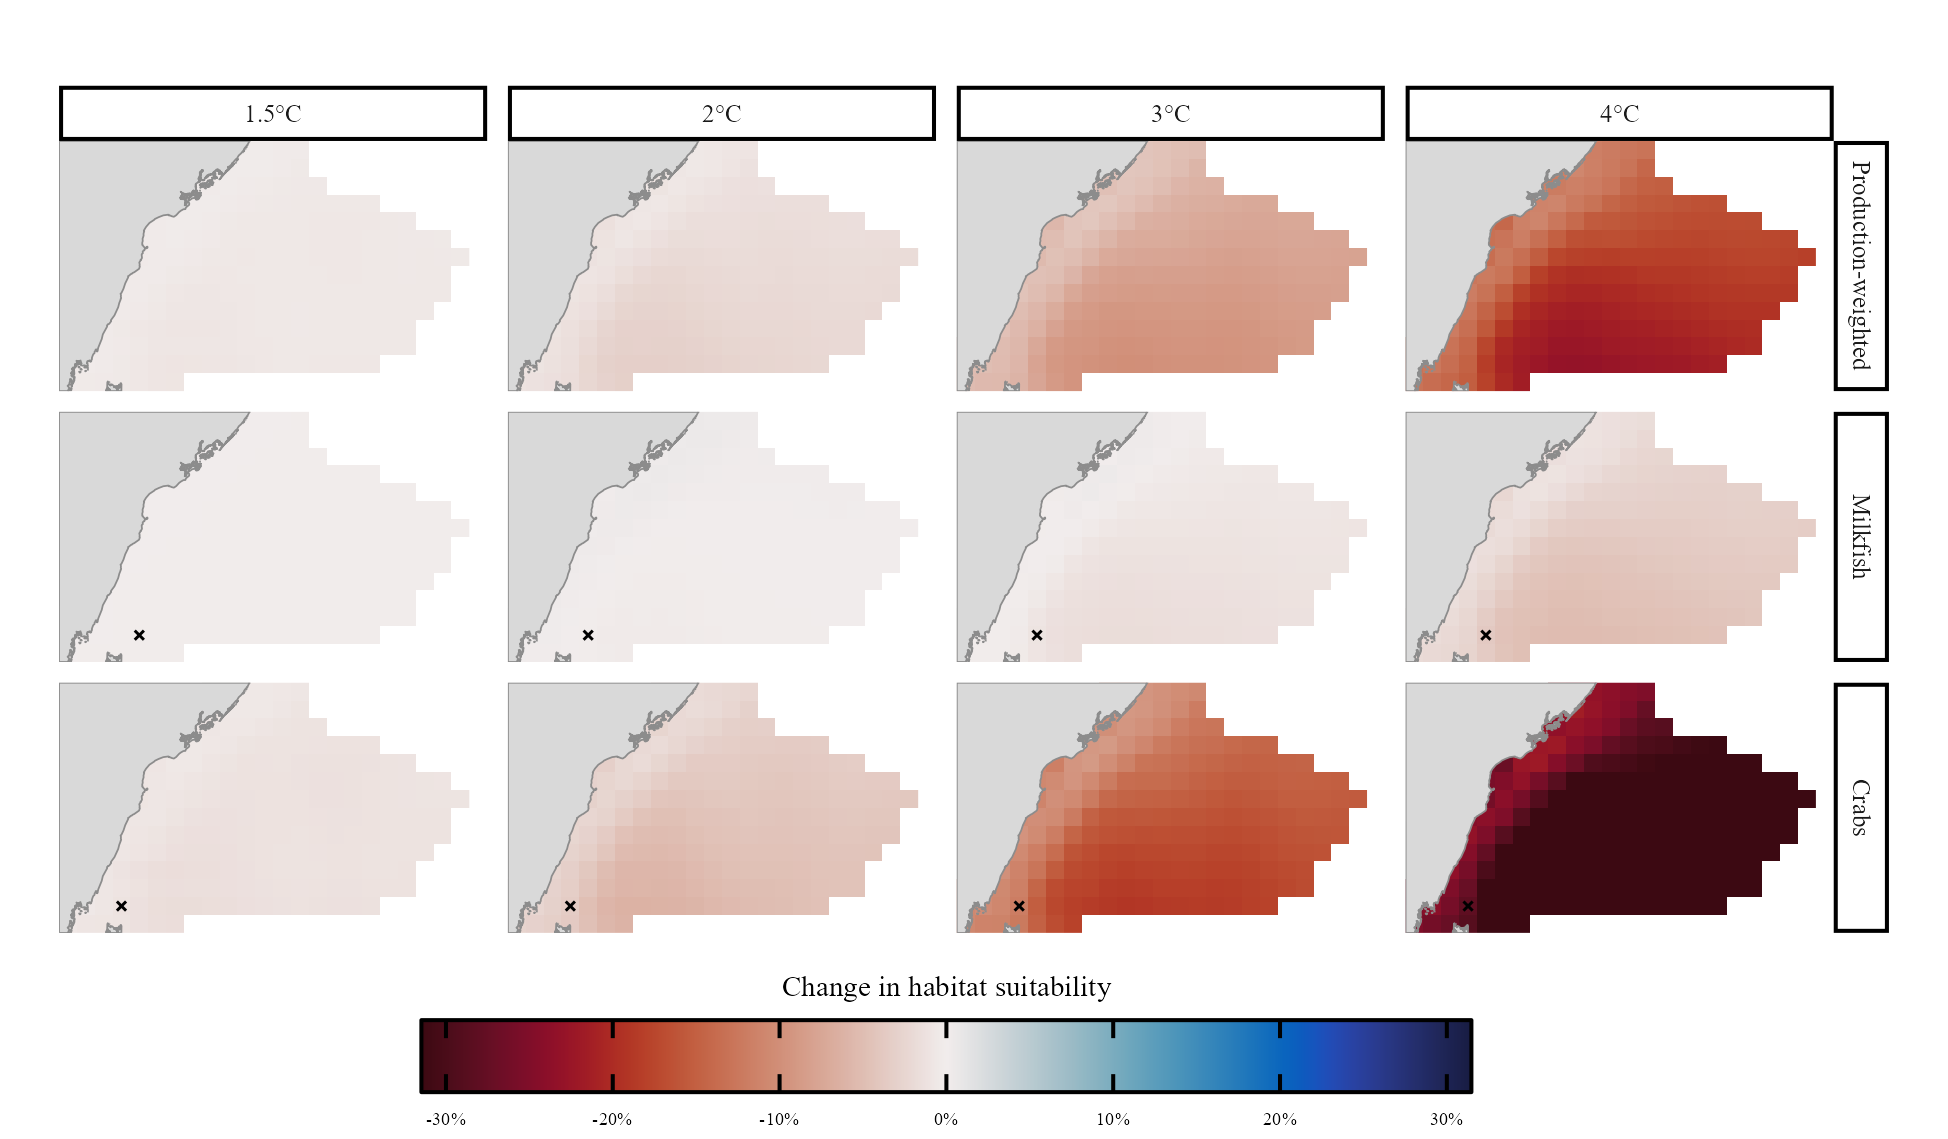 1.5°C
2°C
3°C
4°C
Production-weighted
Milkfish
Crabs
Change in habitat suitability
-30%
-20%
-10%
0%
10%
20%
30%